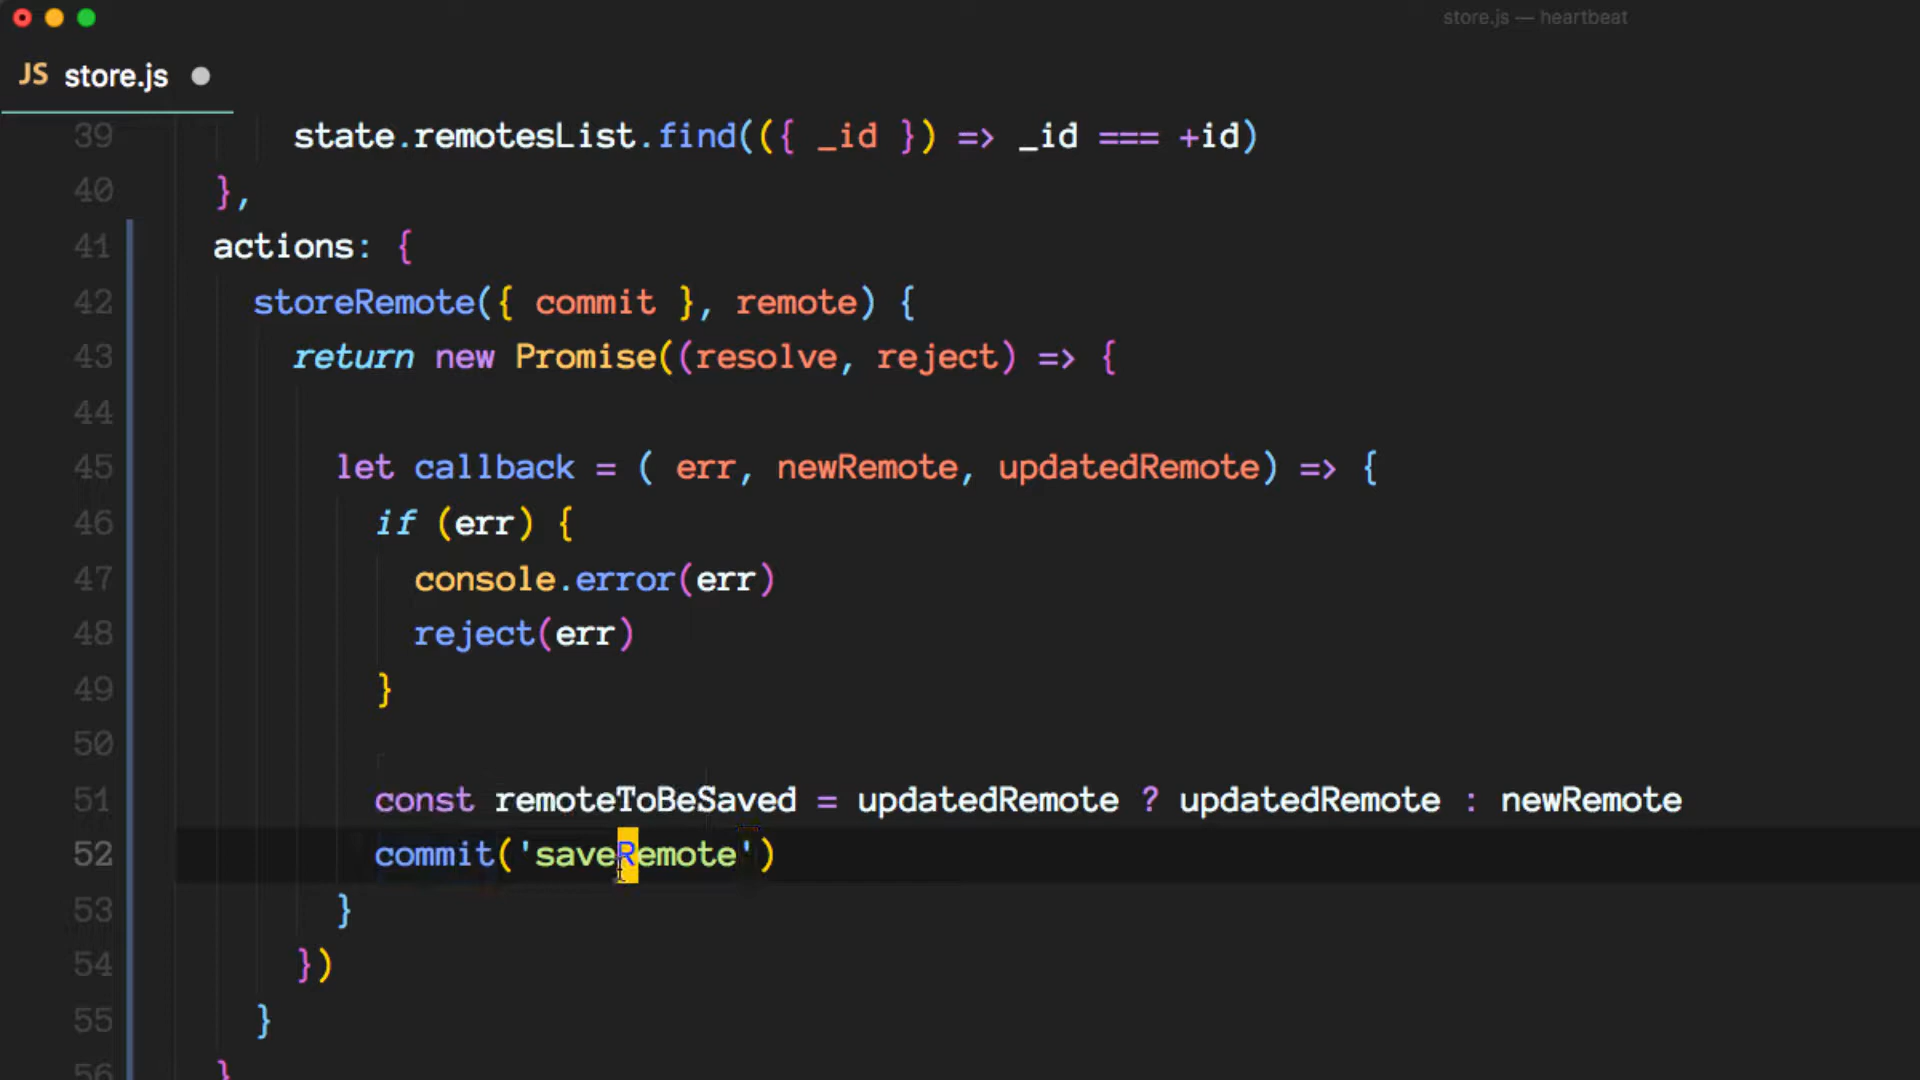 store.js — heartbeat
JS store.js
39 state.remotesList.find(({ _id }) => _id === +id)
40 },
41 actions: {
42 storeRemote({ commit }, remote) {
43 return new Promise((resolve, reject) => {
44
45 let callback = ( err, newRemote, updatedRemote) => {
46 if (err) {
47 console.error(err)
48 reject(err)
49 }
50
51 const remoteToBeSaved = updatedRemote ? updatedRemote : newRemote
52 commit('saveRemote')
53 }
54 })
55 }
56 }